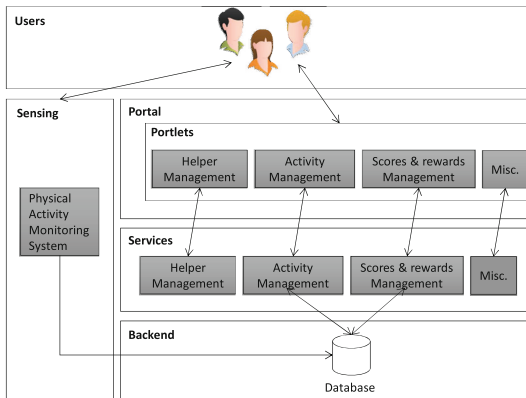 Users
Sensing
Physical
Activity
Monitoring
System
Portal
Portlets
Helper
Management
Activity
Management
Scores & rewards
Management
Misc.
Services
Helper
Management
Activity
Management
Scores & rewards
Management
Misc.
Backend
Database